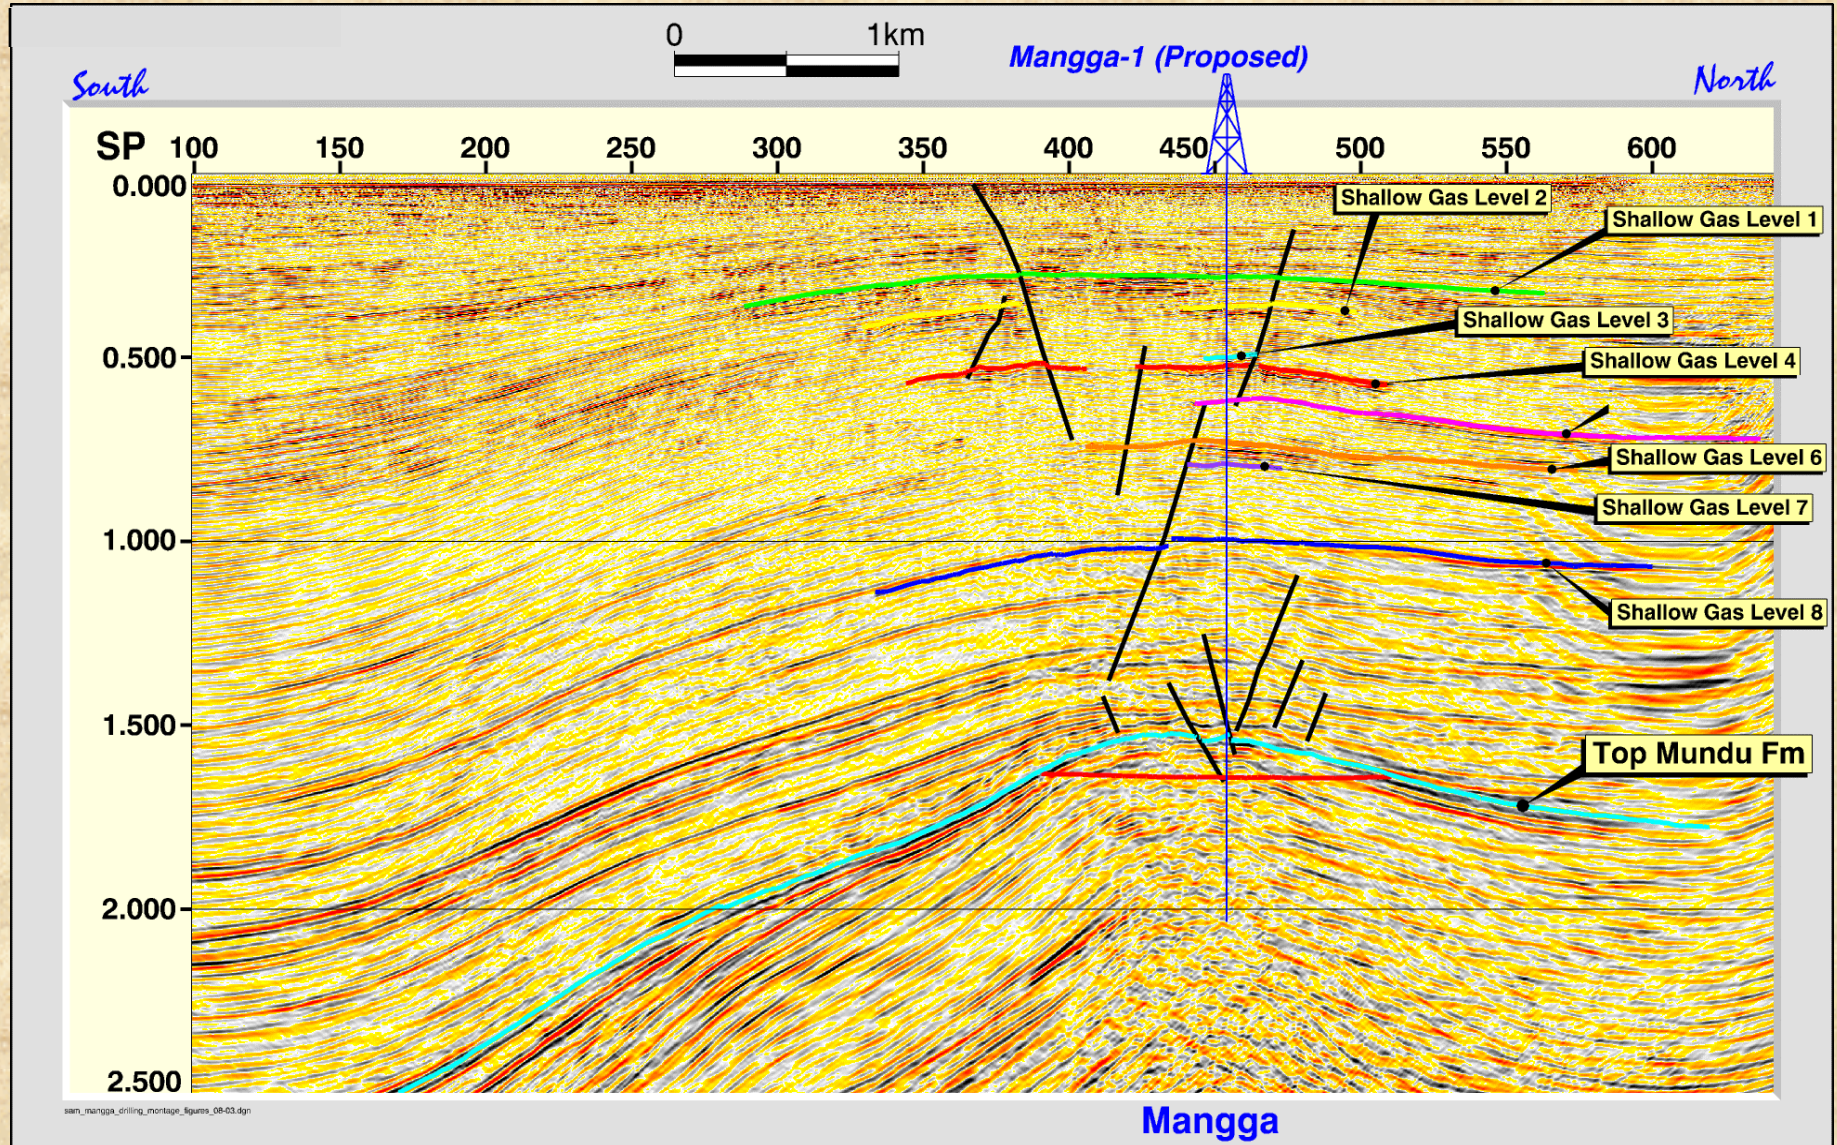 0 1km
Mangga-1 (Proposed)
South
North
SP 100 150 200 250 300 350 400 450 500 550 600
0.000
Shallow Gas Level 2
Shallow Gas Level 1
Shallow Gas Level 3
0.500
Shallow Gas Level 4
Shallow Gas Level 6
Shallow Gas Level 7
1.000
Shallow Gas Level 8
1.500
Top Mundu Fm
2.000
2.500
sam_mangga_drilling_montage_figures_08-03.dgn
Mangga